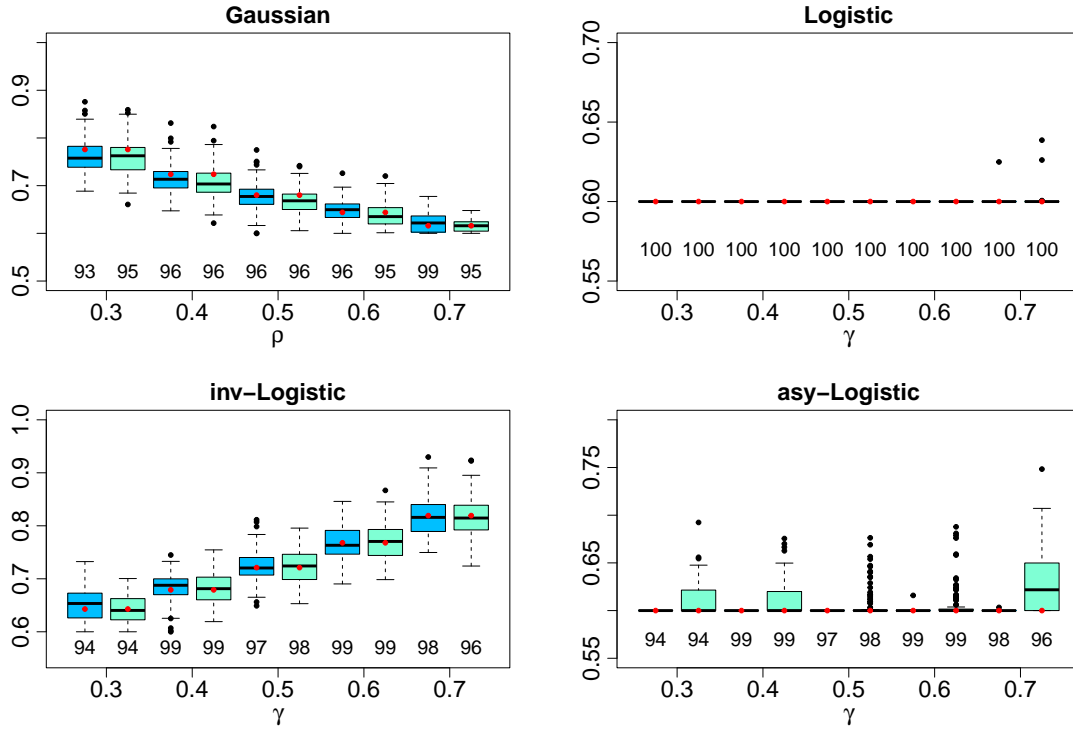 Gaussian
0.5 0.7 0.9
93 95 96 96 96 96 96 95 99 95
0.3 0.4 0.5 0.6 0.7
ρ
Logistic
0.55 0.60 0.65 0.70
100 100 100 100 100 100 100 100 100 100
0.3 0.4 0.5 0.6 0.7
γ
inv−Logistic
0.6 0.7 0.8 0.9 1.0
94 94 99 99 97 98 99 99 98 96
0.3 0.4 0.5 0.6 0.7
γ
asy−Logistic
0.55 0.65 0.75
94 94 99 99 97 98 99 99 98 96
0.3 0.4 0.5 0.6 0.7
γ